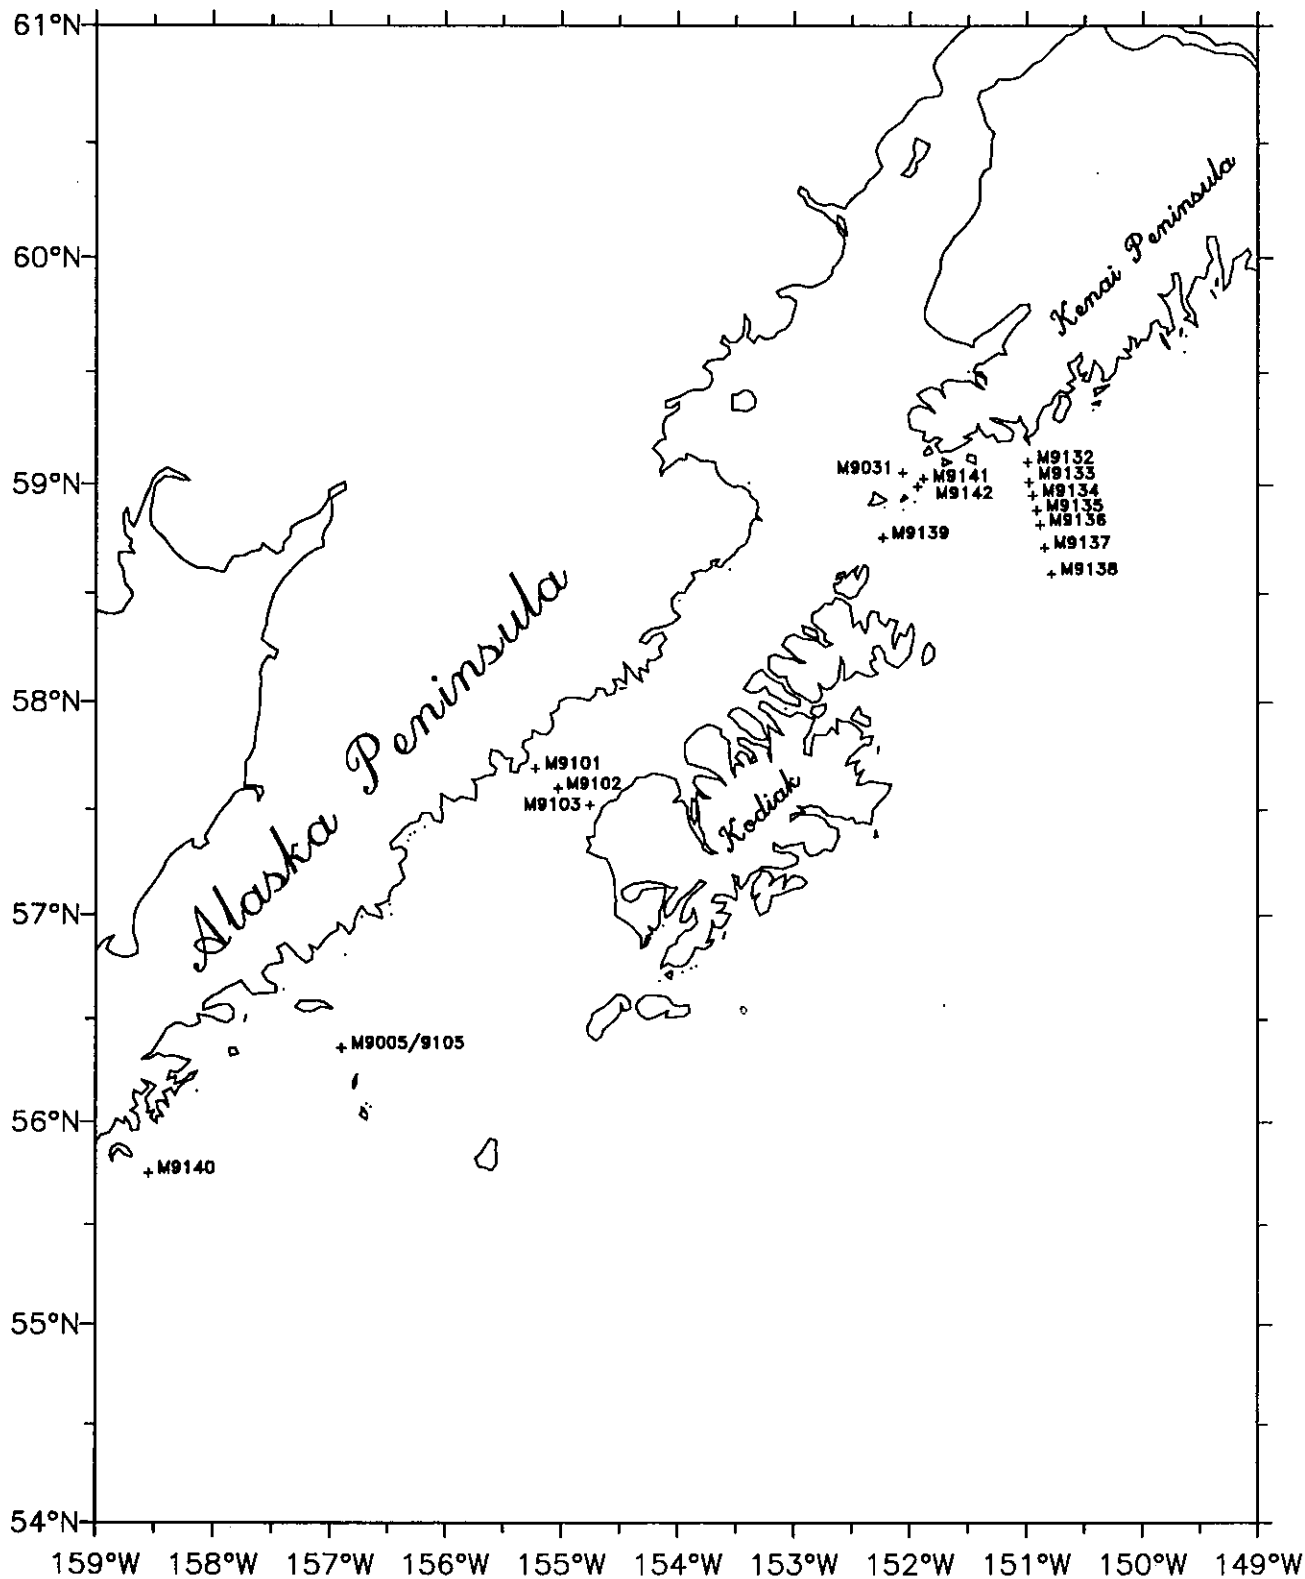 61°N
Kenai Peninsula
60°N
59°N
M9031
M9141
M9142
M9132
M9133
M9134
M9135
M9136
M9137
M9138
M9139
Alaska Peninsula
58°N
M9101
M9102
M9103
Kodiak
57°N
M9005/9105
56°N
M9140
55°N
54°N
159°W 158°W 157°W 156°W 155°W 154°W 153°W 152°W 151°W 150°W 149°W